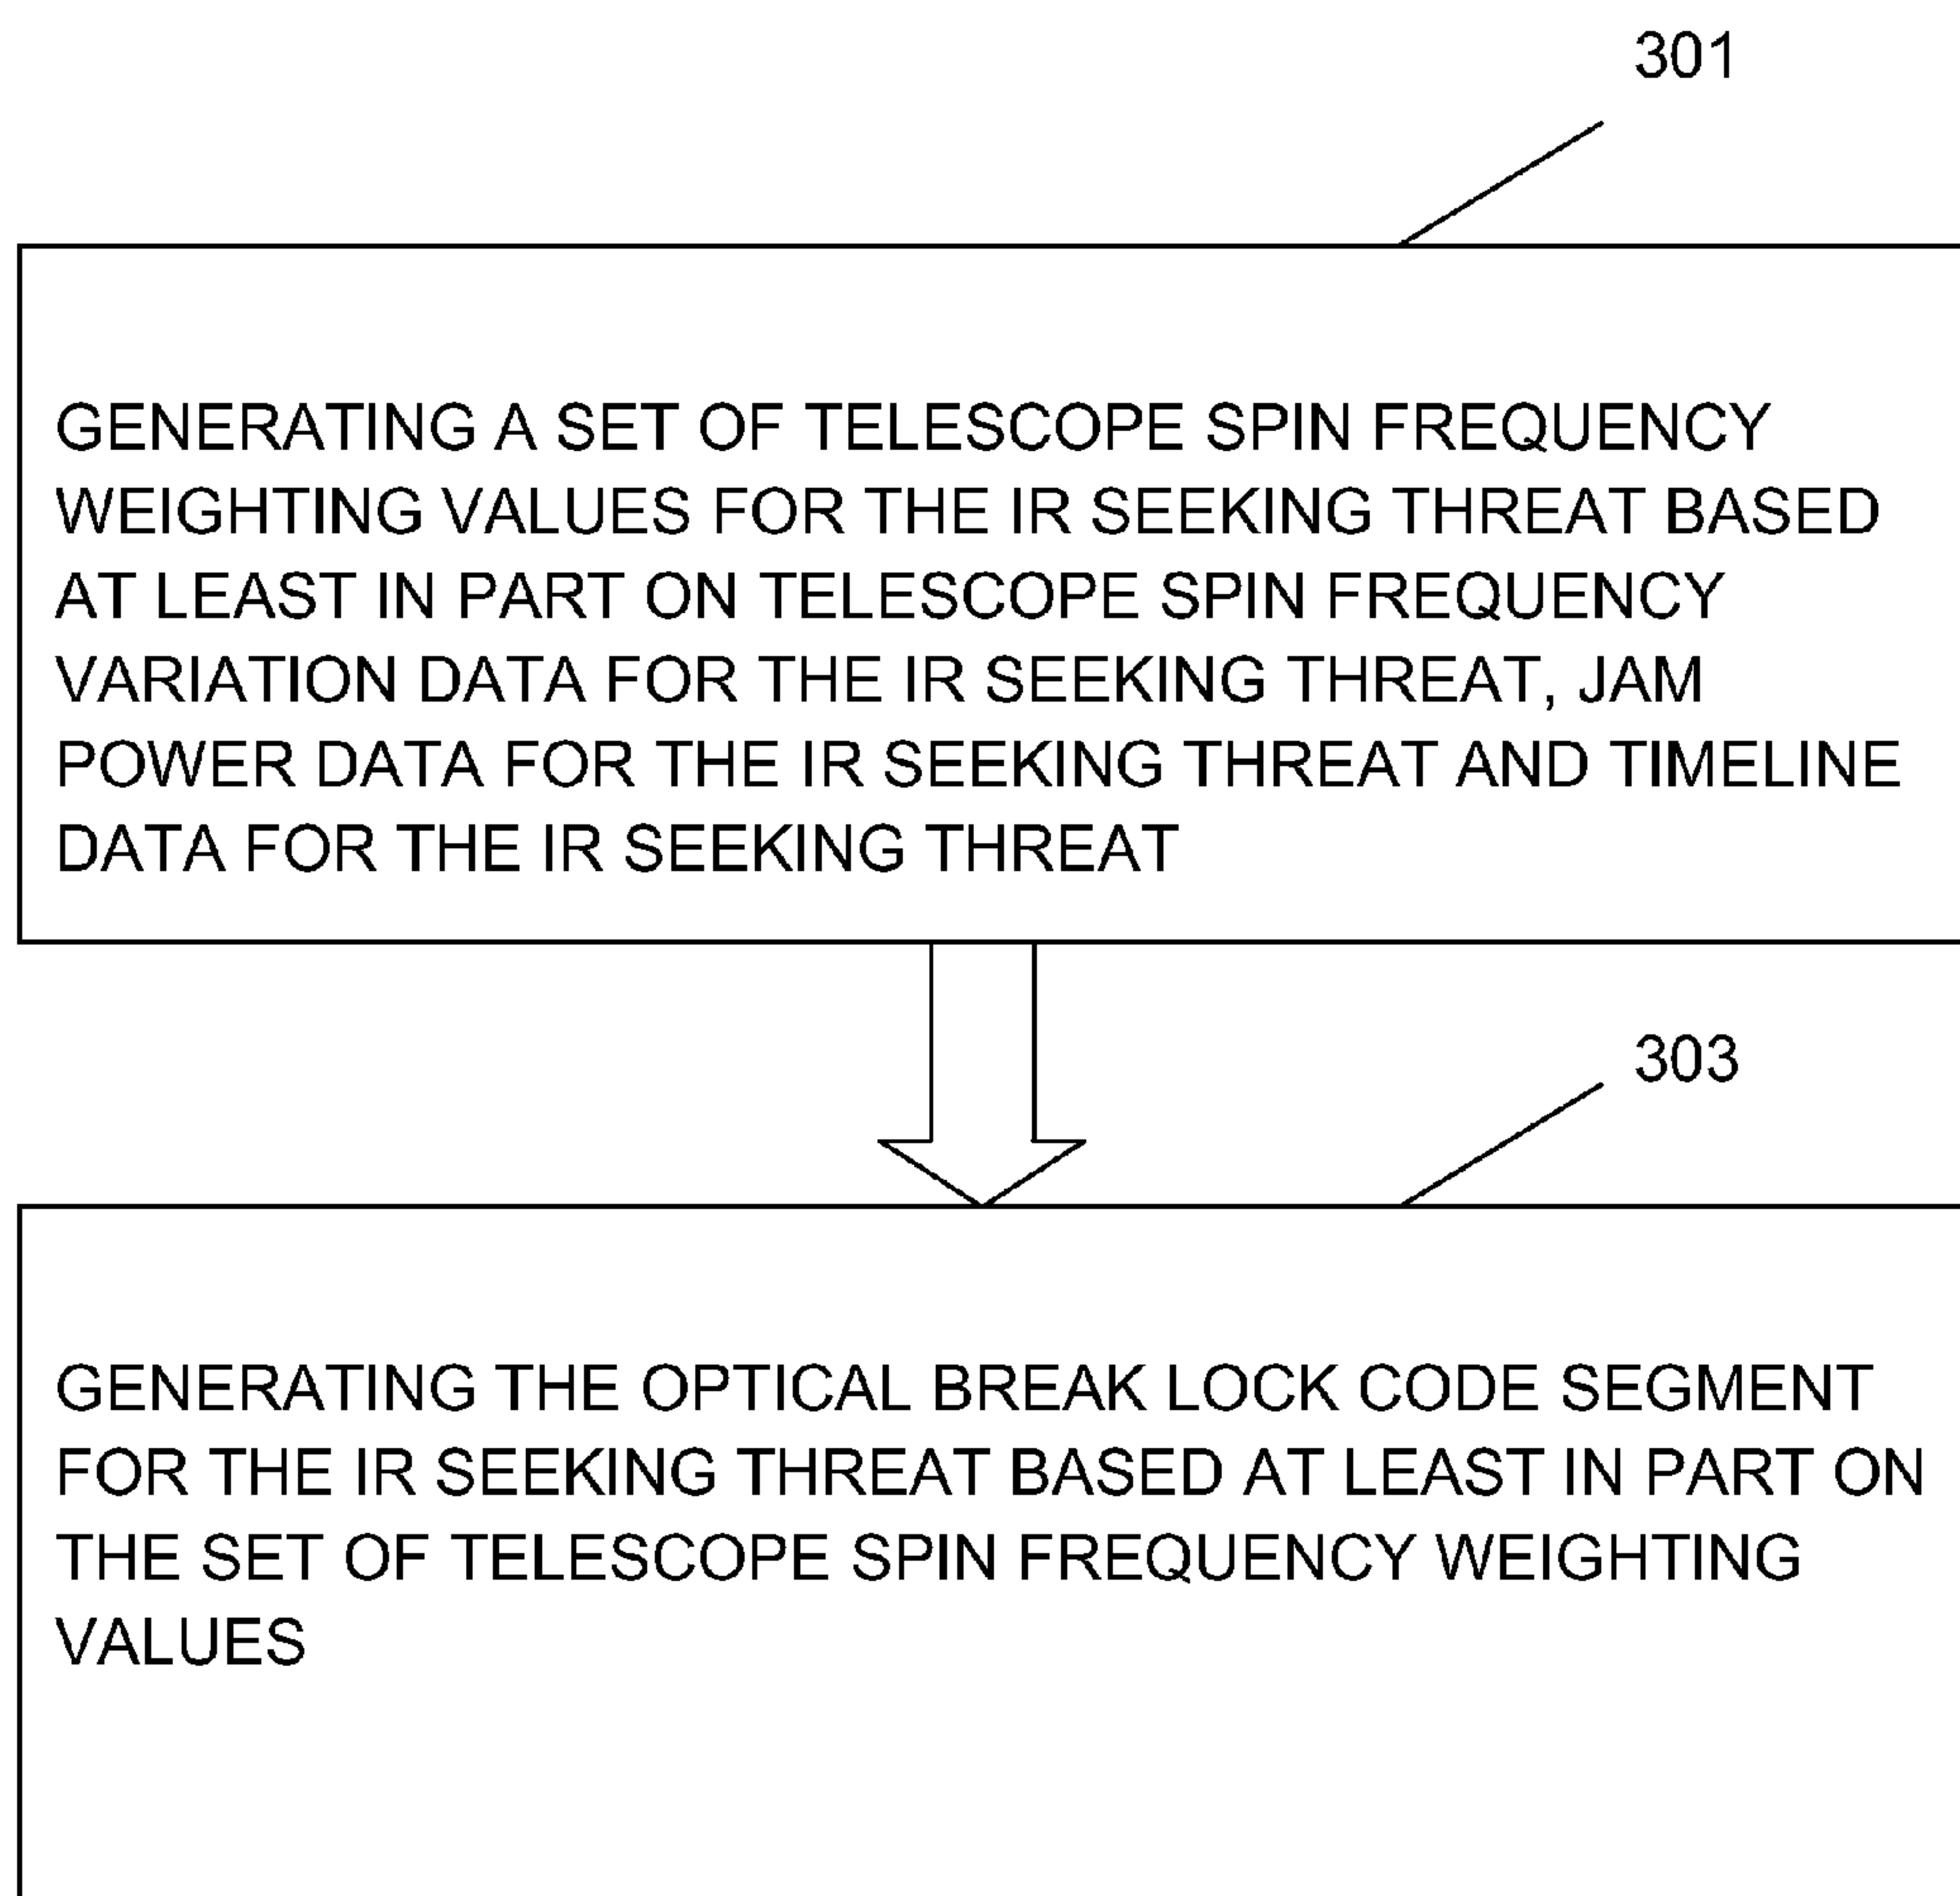 301
GENERATING A SET OF TELESCOPE SPIN FREQUENCY
WEIGHTING VALUES FOR THE IR SEEKING THREAT BASED
AT LEAST IN PART ON TELESCOPE SPIN FREQUENCY
VARIATION DATA FOR THE IR SEEKING THREAT, JAM
POWER DATA FOR THE IR SEEKING THREAT AND TIMELINE
DATA FOR THE IR SEEKING THREAT
303
GENERATING THE OPTICAL BREAK LOCK CODE SEGMENT
FOR THE IR SEEKING THREAT BASED AT LEAST IN PART ON
THE SET OF TELESCOPE SPIN FREQUENCY WEIGHTING
VALUES